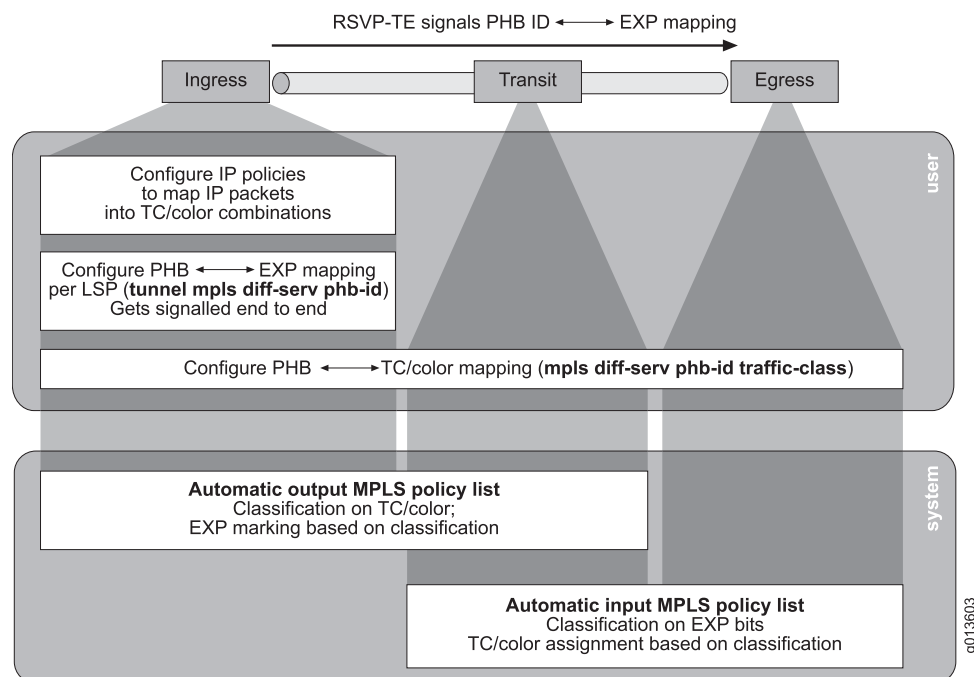 RSVP-TE signals PHB ID ⟷ EXP mapping
Ingress
Transit
Egress
user
Configure IP policies
to map IP packets
into TC/color combinations
Configure PHB ⟷ EXP mapping
per LSP (tunnel mpls diff-serv phb-id)
Gets signalled end to end
Configure PHB ⟷ TC/color mapping (mpls diff-serv phb-id traffic-class)
system
Automatic output MPLS policy list
Classification on TC/color;
EXP marking based on classification
Automatic input MPLS policy list
Classification on EXP bits
TC/color assignment based on classification
g013603